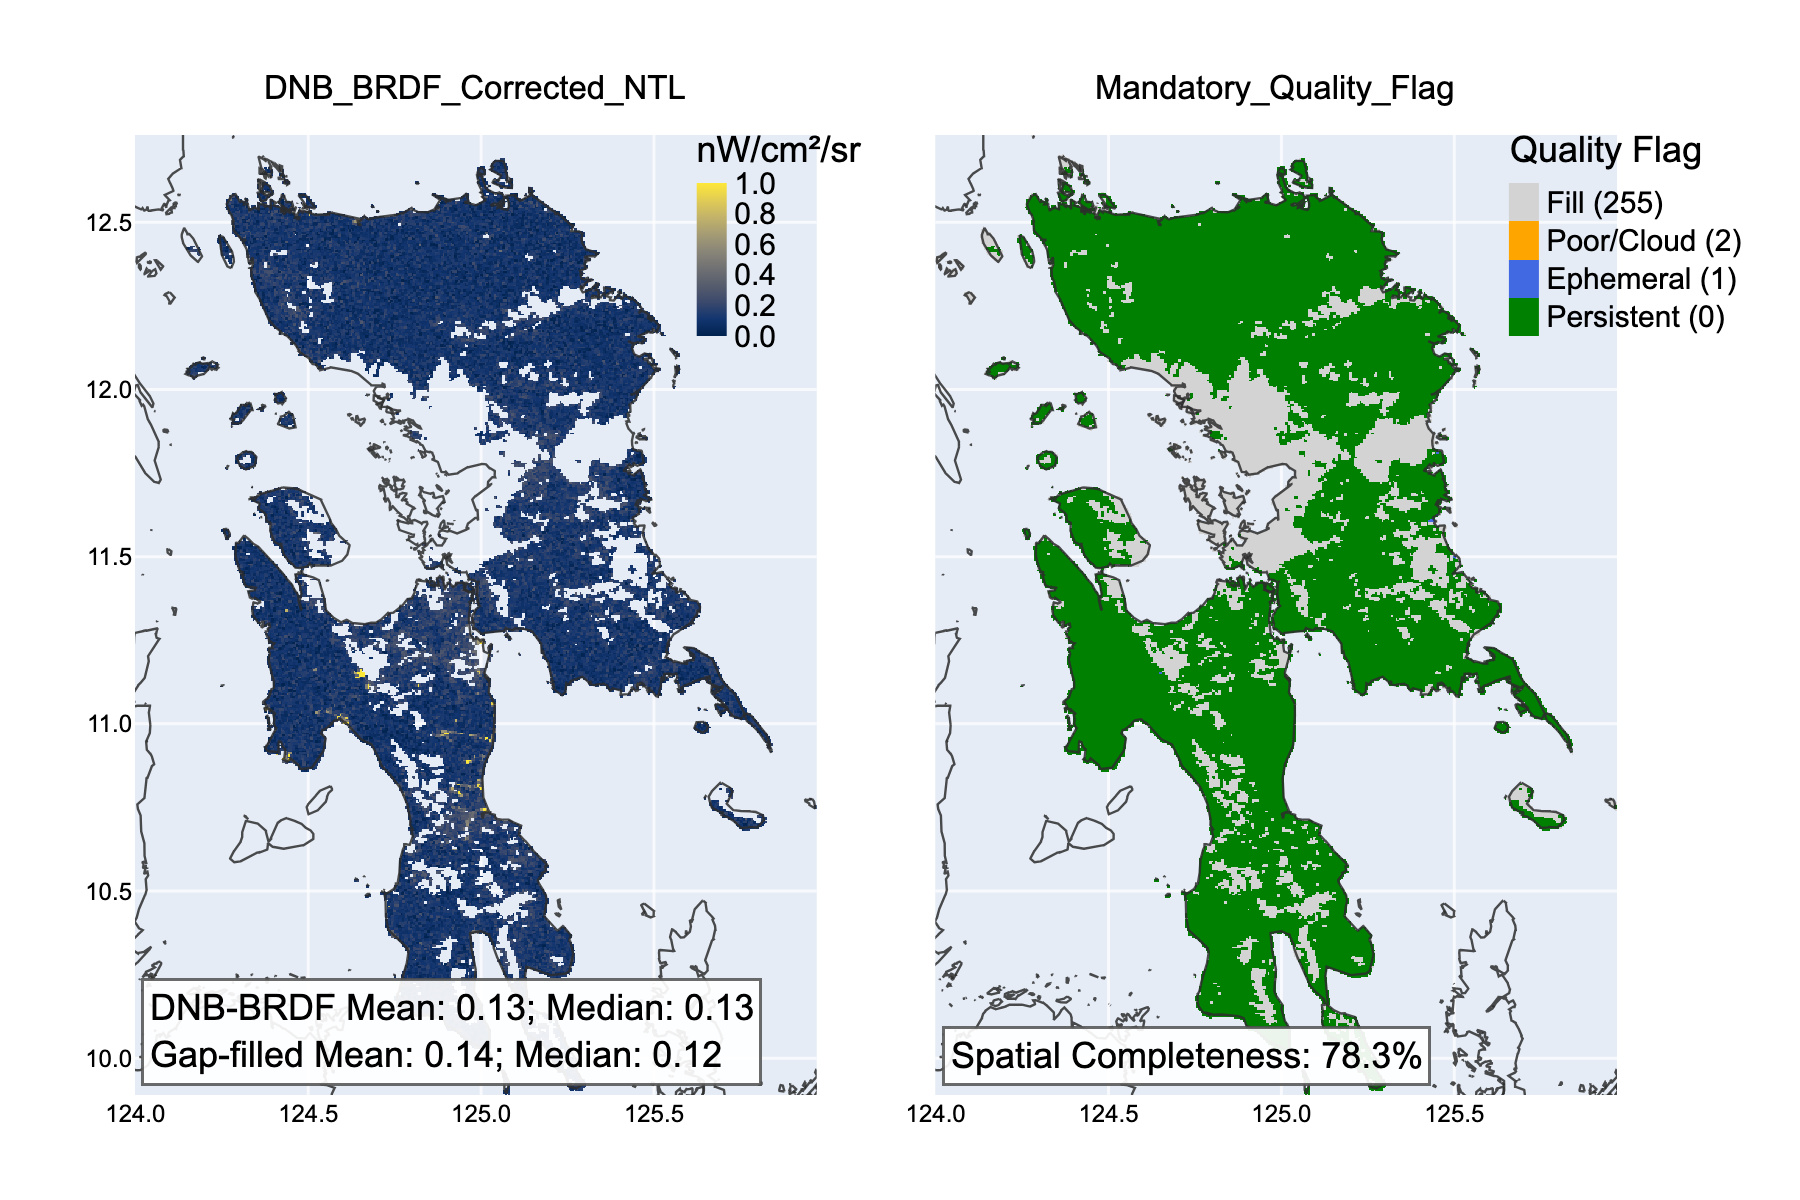 DNB_BRDF_Corrected_NTL
nW/cm²/sr
1.0
0.8
0.6
0.4
0.2
0.0
12.5
12.0
11.5
11.0
10.5
10.0
DNB-BRDF Mean: 0.13; Median: 0.13
Gap-filled Mean: 0.14; Median: 0.12
124.0 124.5 125.0 125.5
Mandatory_Quality_Flag
Quality Flag
Fill (255)
Poor/Cloud (2)
Ephemeral (1)
Persistent (0)
Spatial Completeness: 78.3%
124.0 124.5 125.0 125.5